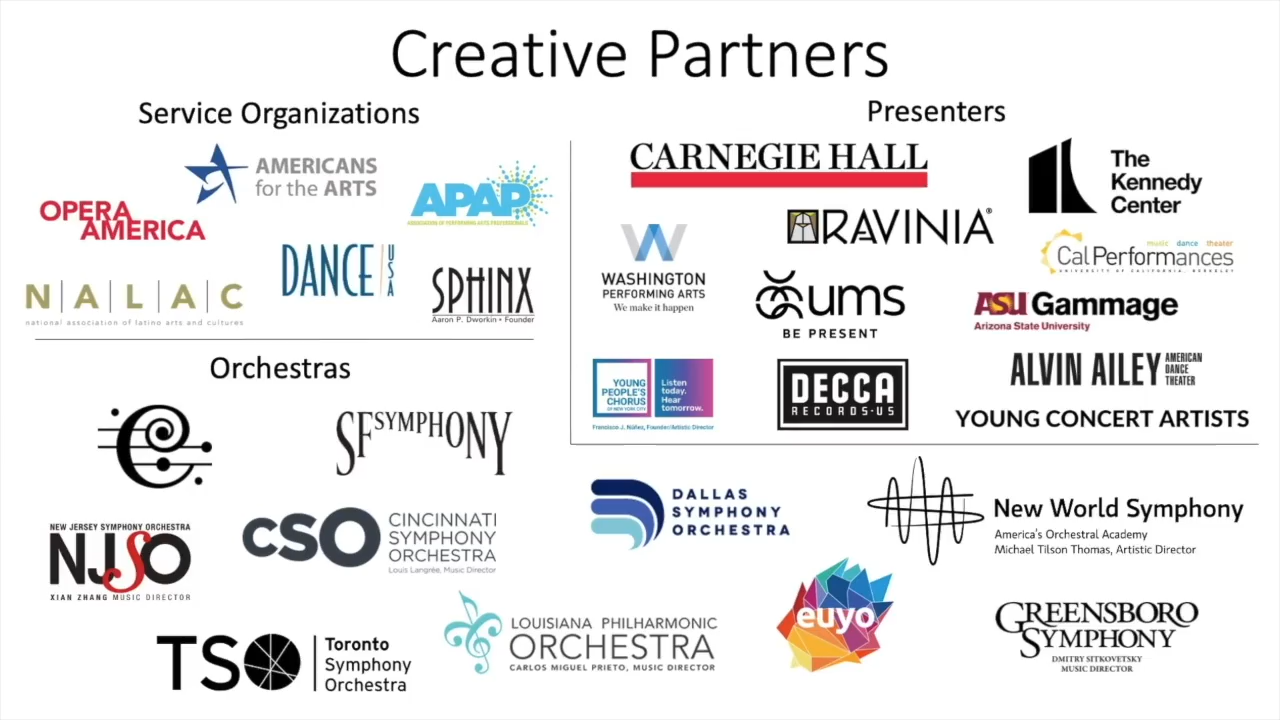 Creative Partners
Service Organizations
AMERICANS
for the ARTS
OPERA
AMERICA
APAP
ASSOCIATION OF PERFORMING ARTS PROFESSIONALS
DANCE USA
N|A|L|A|C
national association of latino arts and cultures
SPHINX
Aaron P. Dworkin • Founder
Presenters
CARNEGIE HALL
The
Kennedy
Center
RAVINIA®
WASHINGTON
PERFORMING ARTS
We make it happen
music dance theater
Cal Performances
UNIVERSITY OF CALIFORNIA, BERKELEY
ums
BE PRESENT
ASU Gammage
Arizona State University
YOUNG
PEOPLE'S
CHORUS
OF NEW YORK CITY
Listen
today.
Hear
tomorrow.
Francisco J. Núñez, Founder/Artistic Director
DECCA
RECORDS·US
ALVIN AILEY
AMERICAN
DANCE
THEATER
YOUNG CONCERT ARTISTS
Orchestras
SFSYMPHONY
NEW JERSEY SYMPHONY ORCHESTRA
NJSO
XIAN ZHANG MUSIC DIRECTOR
CSO
CINCINNATI
SYMPHONY
ORCHESTRA
Louis Langrée, Music Director
DALLAS
SYMPHONY
ORCHESTRA
New World Symphony
America's Orchestral Academy
Michael Tilson Thomas, Artistic Director
TSO
Toronto
Symphony
Orchestra
LOUISIANA PHILHARMONIC
ORCHESTRA
CARLOS MIGUEL PRIETO, MUSIC DIRECTOR
euyo
GREENSBORO
SYMPHONY
DMITRY SITKOVETSKY
MUSIC DIRECTOR